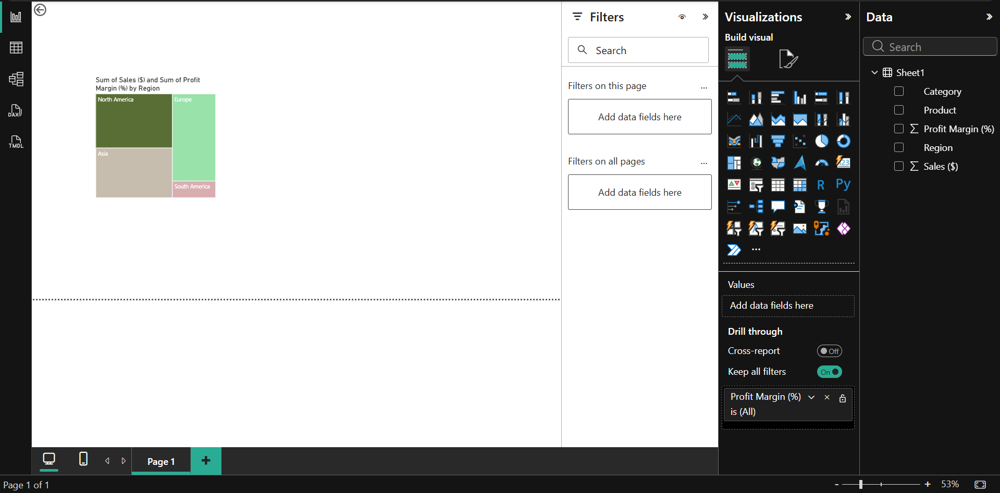 DAX
TMDL
Sum of Sales ($) and Sum of Profit
Margin (%) by Region
North America
Europe
Asia
South America
Filters
Search
Filters on this page
...
Add data fields here
Filters on all pages
...
Add data fields here
Visualizations
Build visual
123
R
Py
...
Values
Add data fields here
Drill through
Cross-report
Off
Keep all filters
On
Profit Margin (%)
is (All)
Data
Search
Sheet1
Category
Product
Σ Profit Margin (%)
Region
Σ Sales ($)
Page 1
+
Page 1 of 1
- + 53%